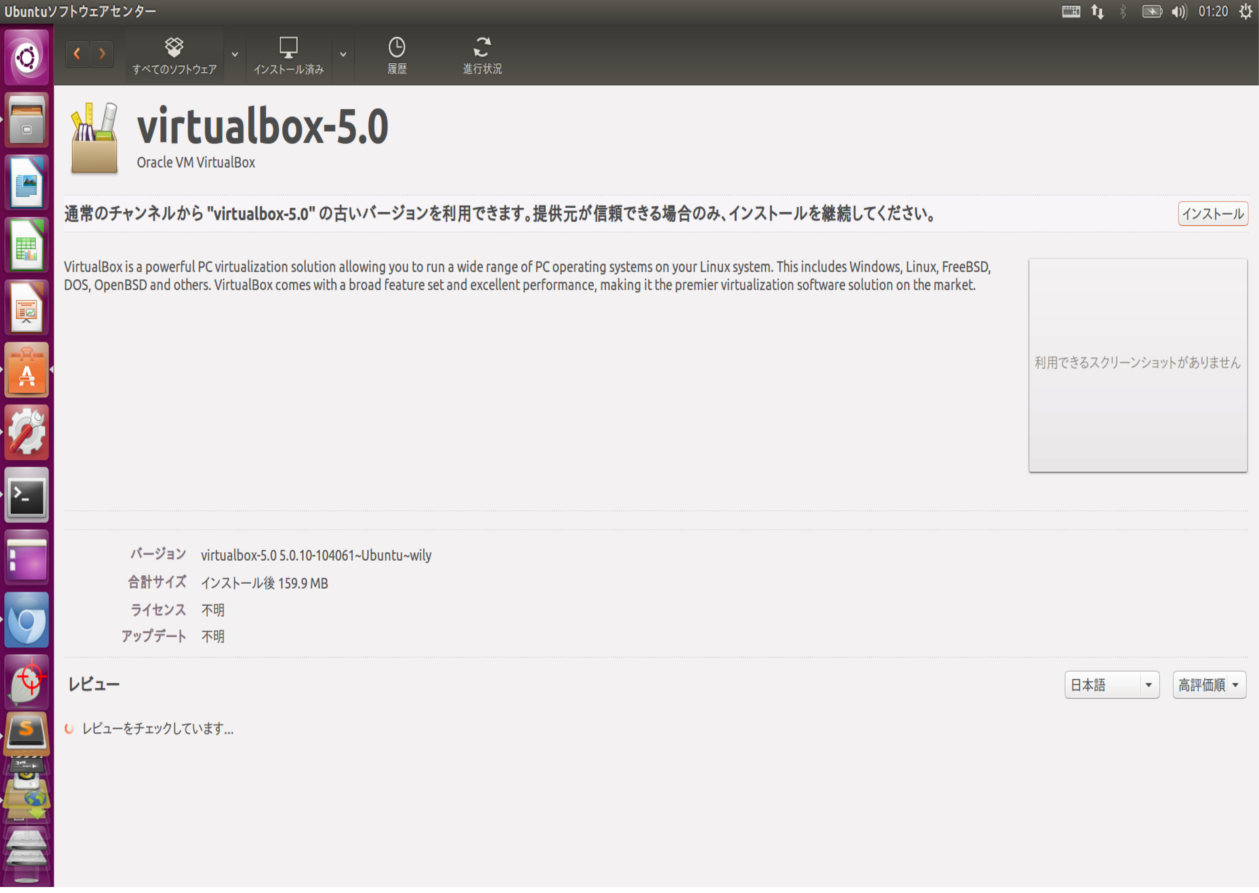 Ubuntuソフトウェアセンター
01:20
すべてのソフトウェア
インストール済み
履歴
進行状況
virtualbox-5.0
Oracle VM VirtualBox
通常のチャンネルから "virtualbox-5.0" の古いバージョンを利用できます。提供元が信頼できる場合のみ、インストールを継続してください。
インストール
VirtualBox is a powerful PC virtualization solution allowing you to run a wide range of PC operating systems on your Linux system. This includes Windows, Linux, FreeBSD,
DOS, OpenBSD and others. VirtualBox comes with a broad feature set and excellent performance, making it the premier virtualization software solution on the market.
利用できるスクリーンショットがありません
バージョン virtualbox-5.0 5.0.10-104061~Ubuntu~wily
合計サイズ インストール後 159.9 MB
ライセンス 不明
アップデート 不明
レビュー
日本語
高評価順
レビューをチェックしています...